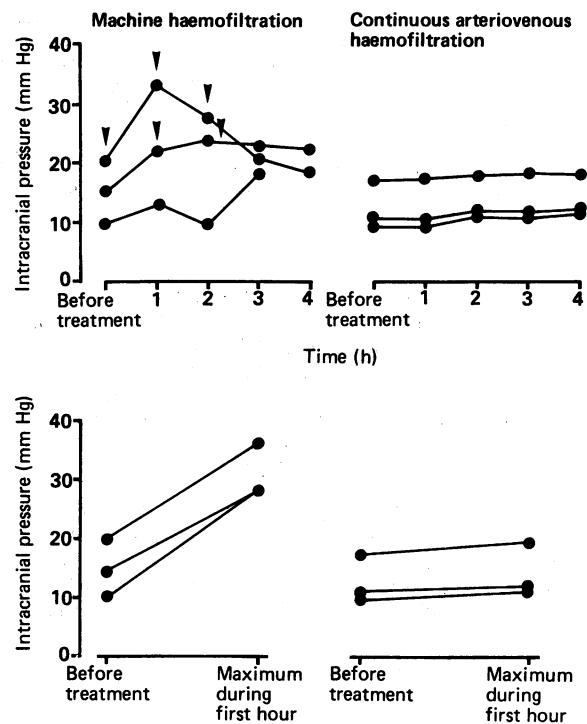 Machine haemofiltration
Continuous arteriovenous
haemofiltration
Intracranial pressure (mm Hg)
40
30
20
10
0
Before
treatment
1
2
3
4
Before
treatment
1
2
3
4
Time (h)
Intracranial pressure (mm Hg)
40
30
20
10
0
Before
treatment
Maximum
during
first hour
Before
treatment
Maximum
during
first hour